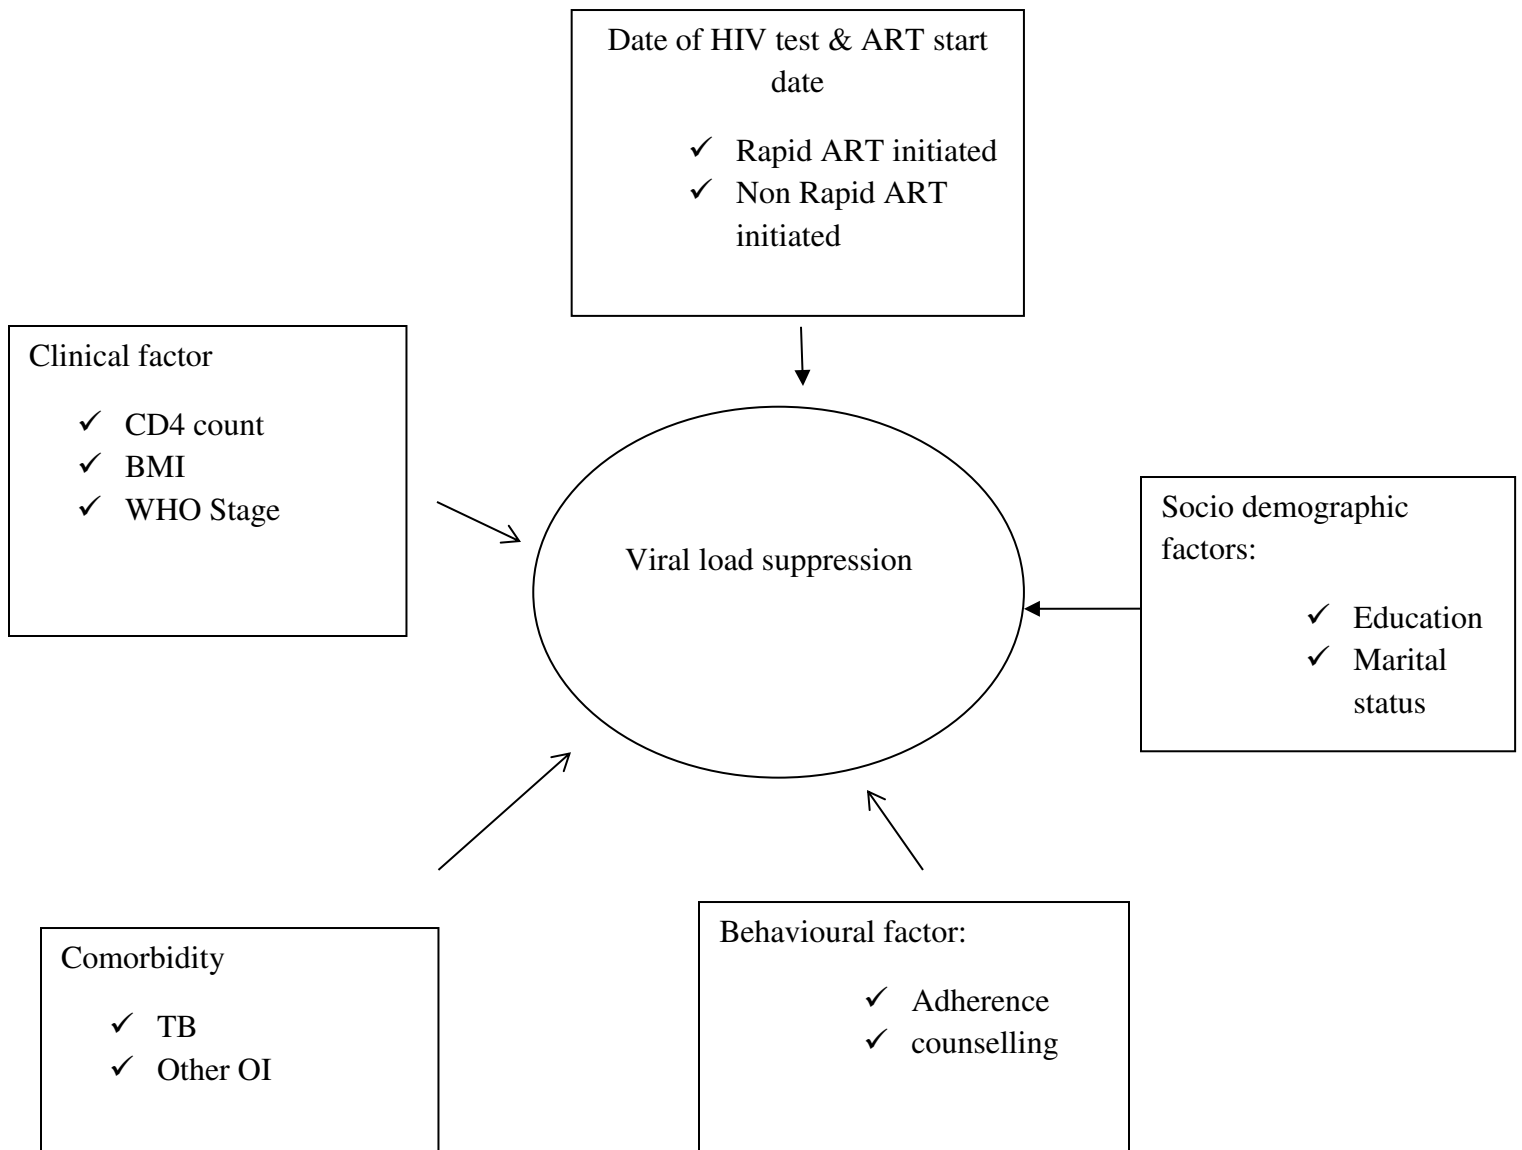 Date of HIV test & ART start
date
✓ Rapid ART initiated
✓ Non Rapid ART
initiated
Clinical factor
✓ CD4 count
✓ BMI
✓ WHO Stage
Viral load suppression
Socio demographic
factors:
✓ Education
✓ Marital
status
Comorbidity
✓ TB
✓ Other OI
Behavioural factor:
✓ Adherence
✓ counselling